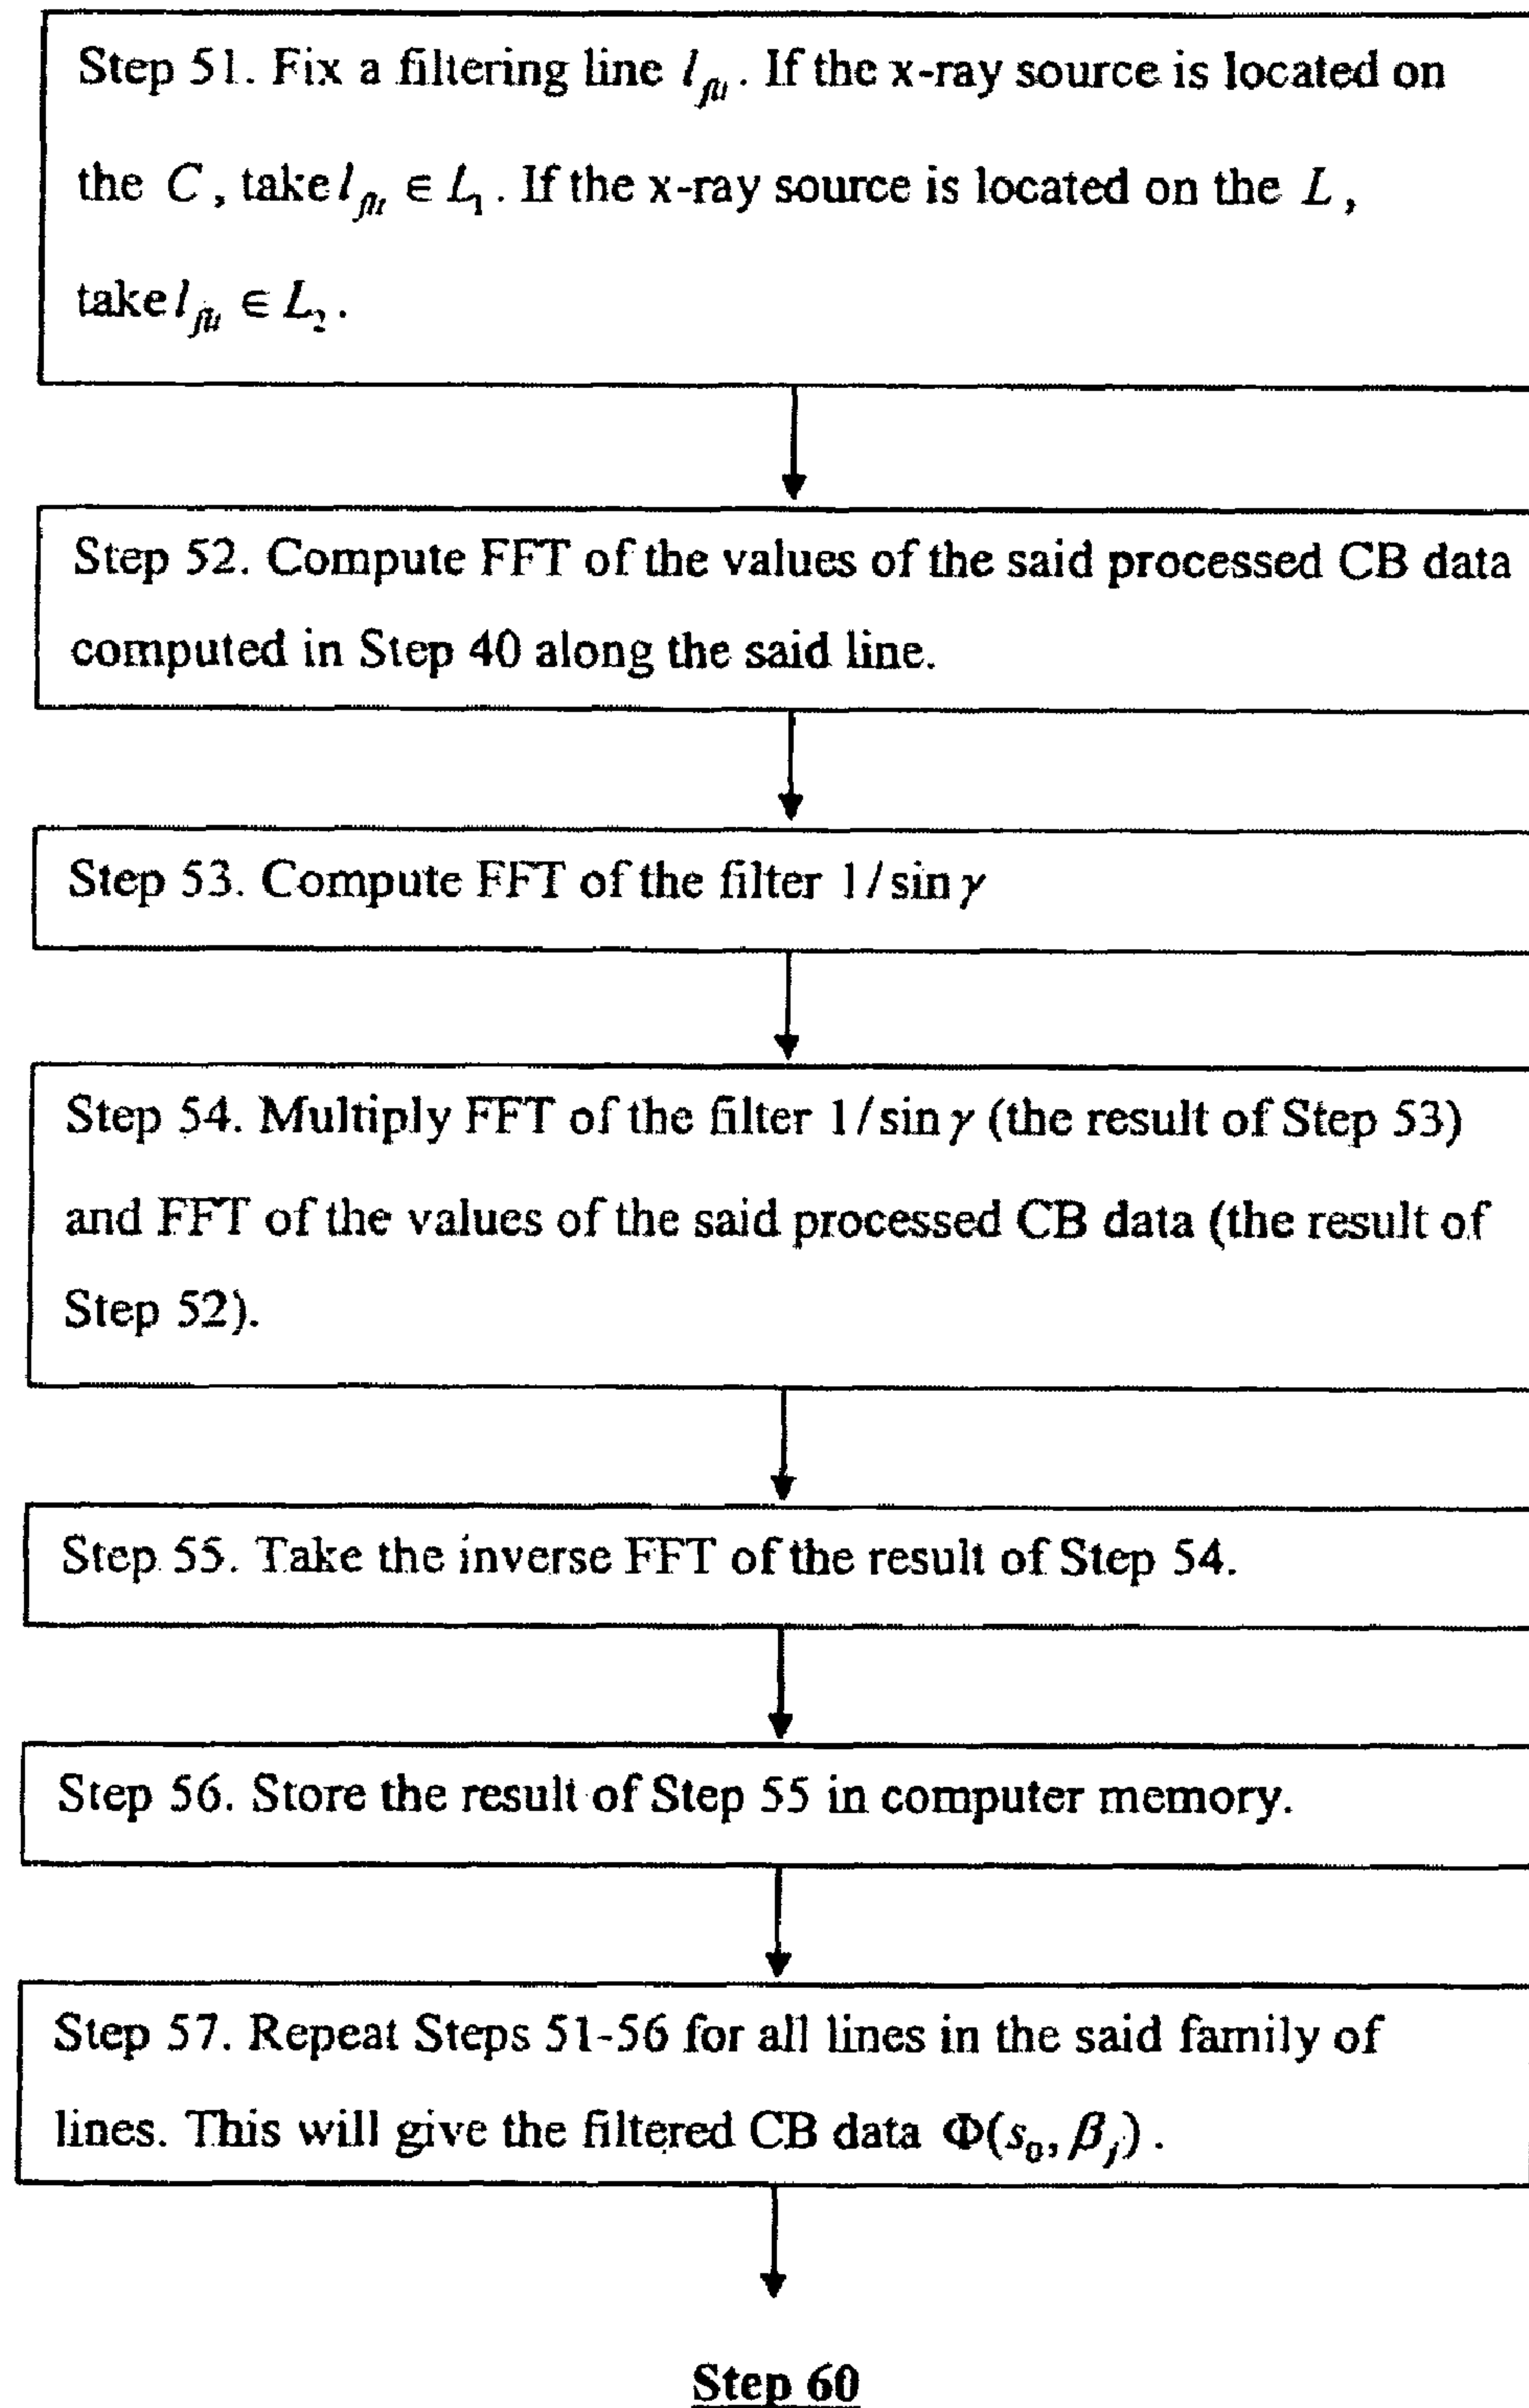 Step 51. Fix a filtering line l_flt. If the x-ray source is located on
the C, take l_flt ∈ L₁. If the x-ray source is located on the L,
take l_flt ∈ L₂.
Step 52. Compute FFT of the values of the said processed CB data
computed in Step 40 along the said line.
Step 53. Compute FFT of the filter 1/sin γ
Step 54. Multiply FFT of the filter 1/sin γ (the result of Step 53)
and FFT of the values of the said processed CB data (the result of
Step 52).
Step 55. Take the inverse FFT of the result of Step 54.
Step 56. Store the result of Step 55 in computer memory.
Step 57. Repeat Steps 51-56 for all lines in the said family of
lines. This will give the filtered CB data Φ(s₀, β_j).
Step 60